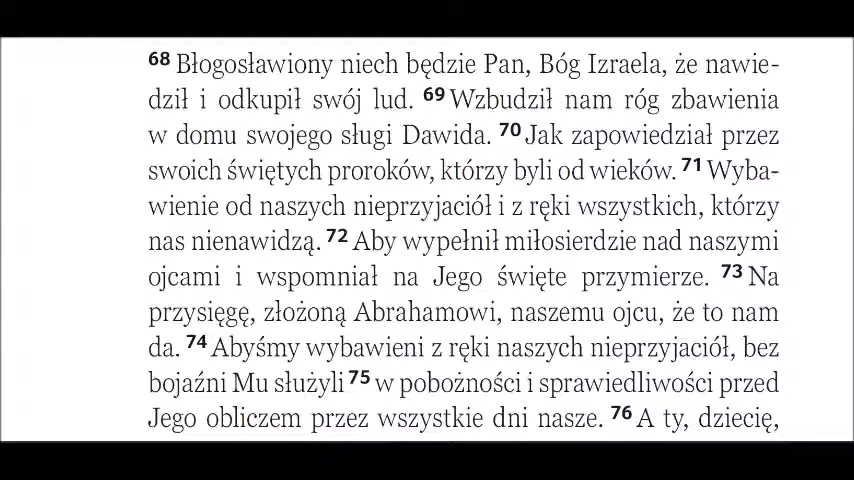 68 Błogosławiony niech będzie Pan, Bóg Izraela, że nawie-
dził i odkupił swój lud. 69 Wzbudził nam róg zbawienia
w domu swojego sługi Dawida. 70 Jak zapowiedział przez
swoich świętych proroków, którzy byli od wieków. 71 Wyba-
wienie od naszych nieprzyjaciół i z ręki wszystkich, którzy
nas nienawidzą. 72 Aby wypełnił miłosierdzie nad naszymi
ojcami i wspomniał na Jego święte przymierze. 73 Na
przysięgę, złożoną Abrahamowi, naszemu ojcu, że to nam
da. 74 Abyśmy wybawieni z ręki naszych nieprzyjaciół, bez
bojaźni Mu służyli 75 w pobożności i sprawiedliwości przed
Jego obliczem przez wszystkie dni nasze. 76 A ty, dziecię,